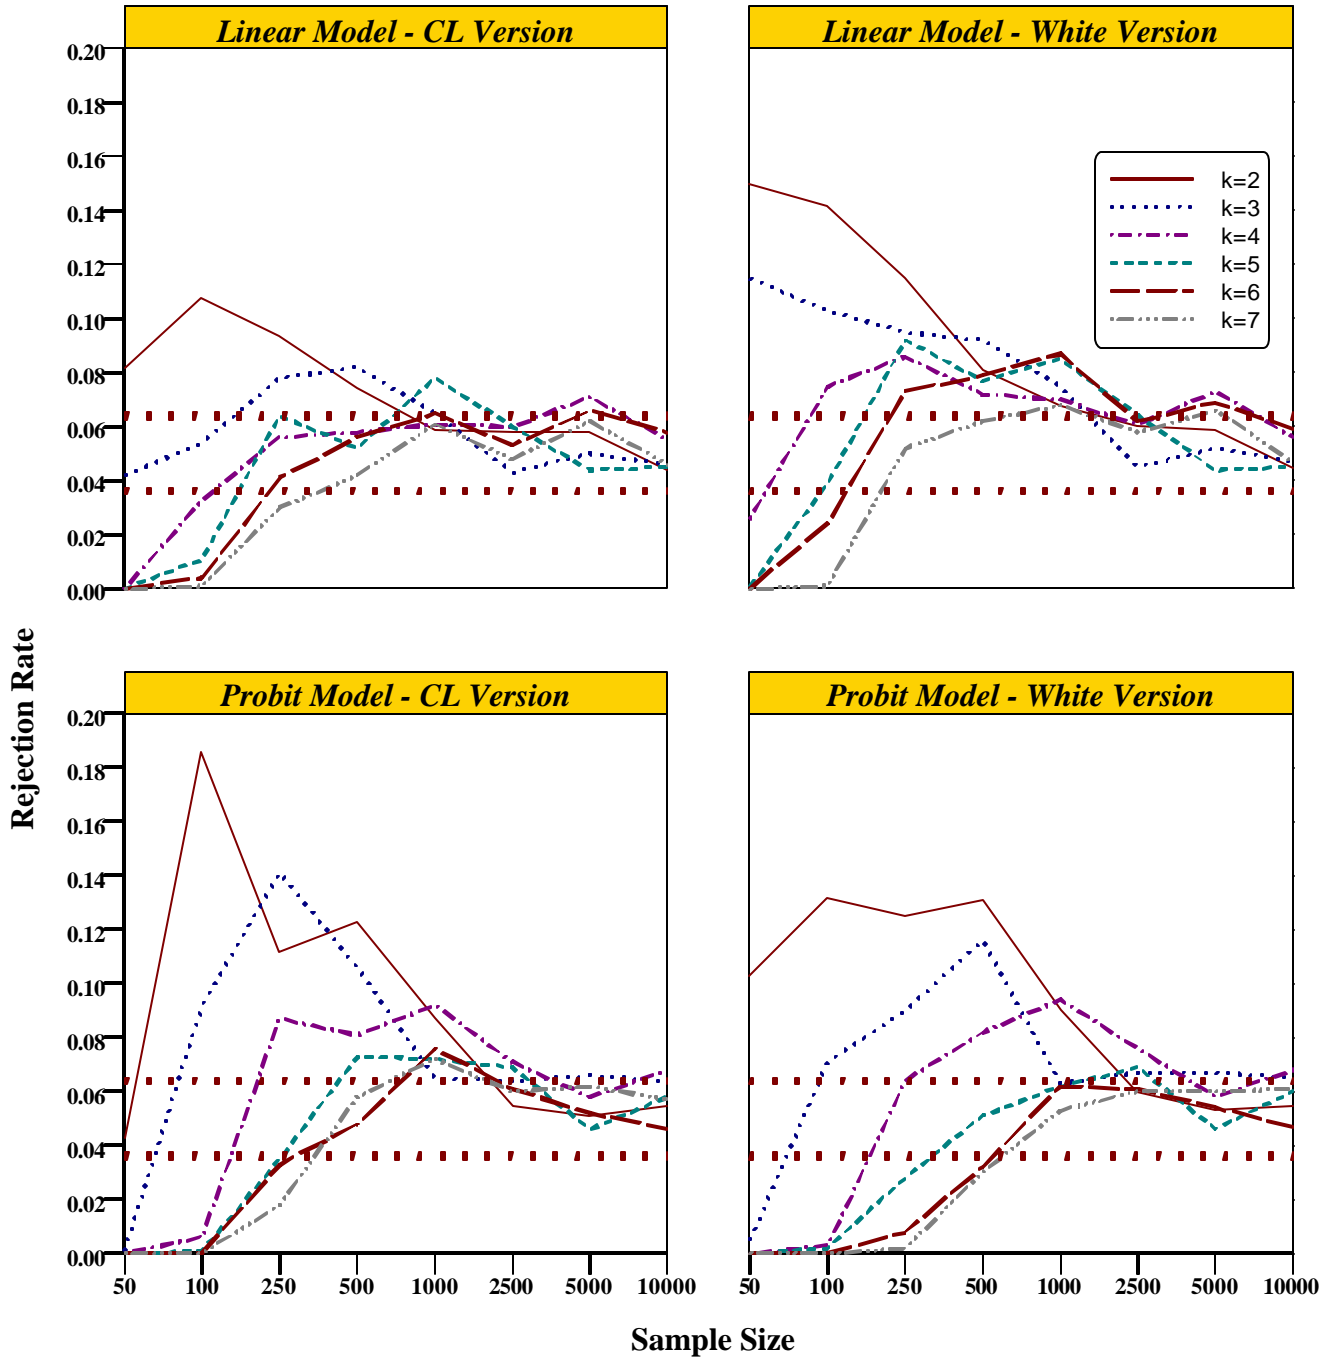 Linear Model - CL Version
Linear Model - White Version
0.20
0.18
0.16
0.14
0.12
0.10
0.08
0.06
0.04
0.02
0.00
k=2
k=3
k=4
k=5
k=6
k=7
Rejection Rate
Probit Model - CL Version
Probit Model - White Version
0.20
0.18
0.16
0.14
0.12
0.10
0.08
0.06
0.04
0.02
0.00
50 100 250 500 1000 2500 5000 10000
50 100 250 500 1000 2500 5000 10000
Sample Size